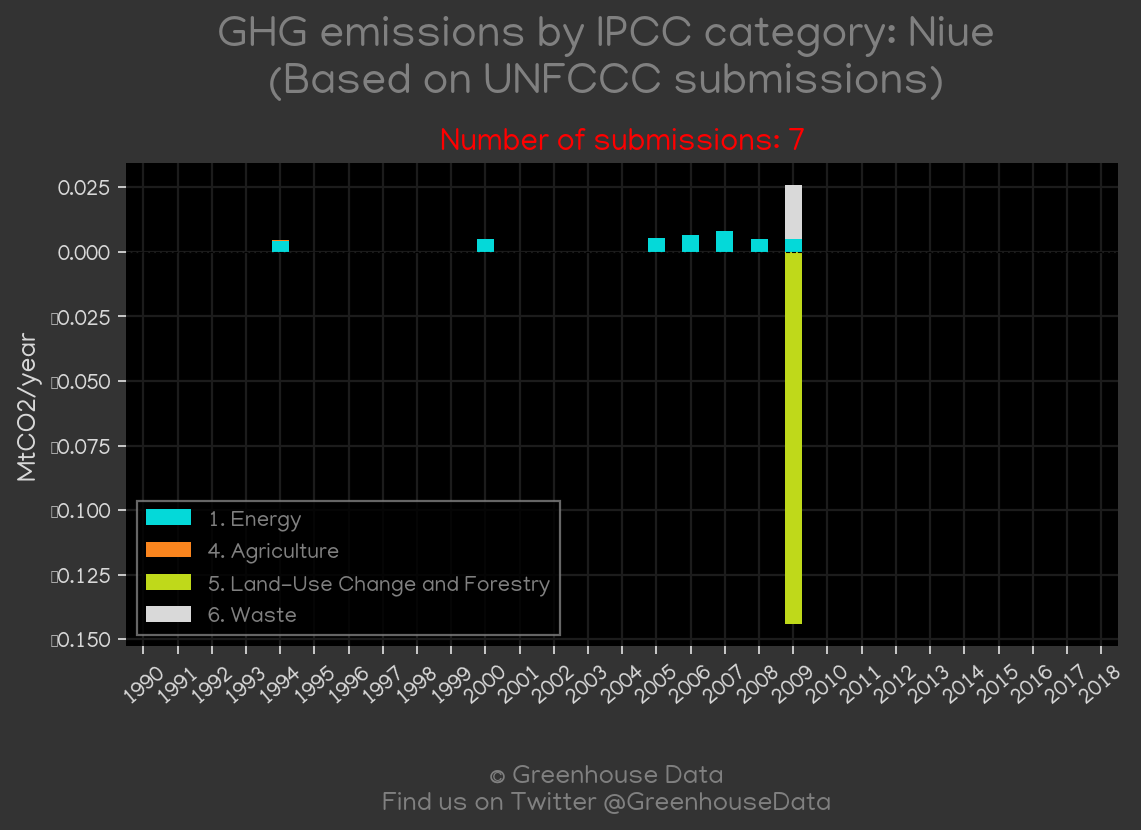 GHG emissions by IPCC category: Niue
(Based on UNFCCC submissions)
Number of submissions: 7
MtCO2/year
0.025
0.000
▯0.025
▯0.050
▯0.075
▯0.100
▯0.125
▯0.150
1. Energy
4. Agriculture
5. Land-Use Change and Forestry
6. Waste
1990 1991 1992 1993 1994 1995 1996 1997 1998 1999 2000 2001 2002 2003 2004 2005 2006 2007 2008 2009 2010 2011 2012 2013 2014 2015 2016 2017 2018
© Greenhouse Data
Find us on Twitter @GreenhouseData